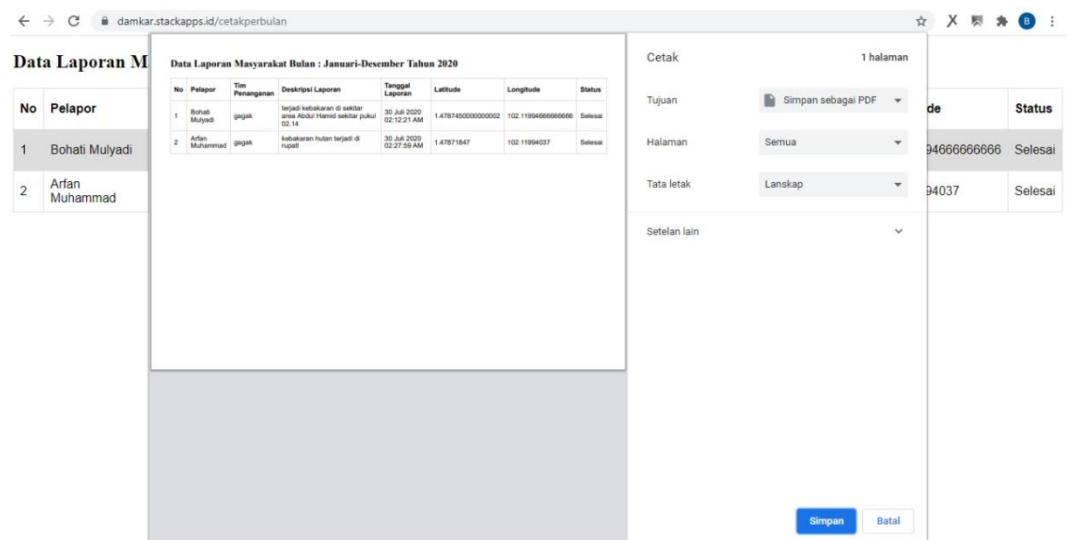 damkar.stackapps.id/cetakperbulan
B
Data Laporan M
No Pelapor
1 Bohati Mulyadi
2 Arfan
Muhammad
Data Laporan Masyarakat Bulan : Januari-Desember Tahun 2020
No Pelapor Tim Penanganan Deskripsi Laporan Tanggal Laporan Latitude Longitude Status
1 Bohati Mulyadi gagak terjadi kebakaran di sekitar
area Abdul Hamid sekitar pukul
02.14
30 Juli 2020
02:12:21 AM
1.4787450000000002 102.11994666666666 Selesai
2 Arfan Muhammad gagak kebakaran hutan terjadi di
rupatl
30 Juli 2020
02:27:59 AM
1.47871847 102.11994037 Selesai
Cetak 1 halaman
Tujuan Simpan sebagai PDF
Halaman Semua
Tata letak Lanskap
Setelan lain
Simpan Batal
de Status
94666666666 Selesai
94037 Selesai